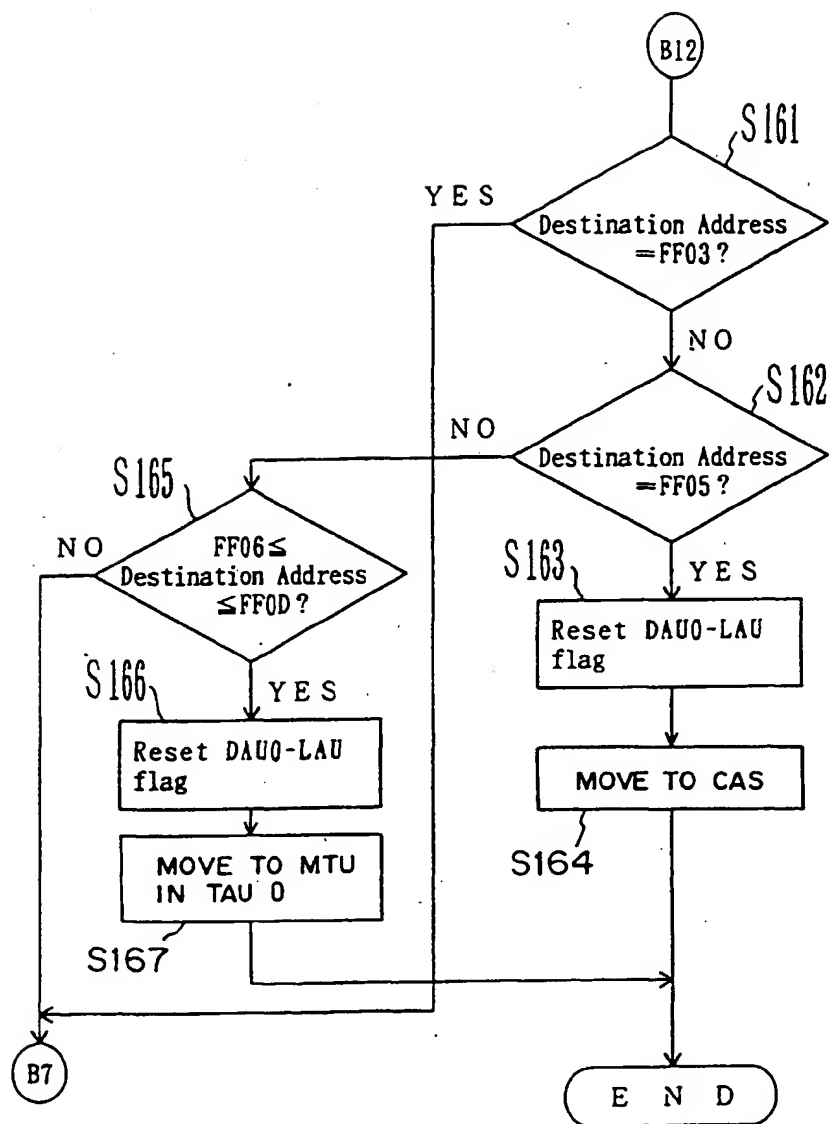 B12
S161
YES
Destination Address
=FF03?
NO
S162
NO
Destination Address
=FF05?
S165
NO
FF06≦
Destination Address
≦FF0D?
S163
YES
Reset DAU0-LAU
flag
S166
YES
Reset DAU0-LAU
flag
MOVE TO CAS
S164
MOVE TO MTU
IN TAU 0
S167
B7
END